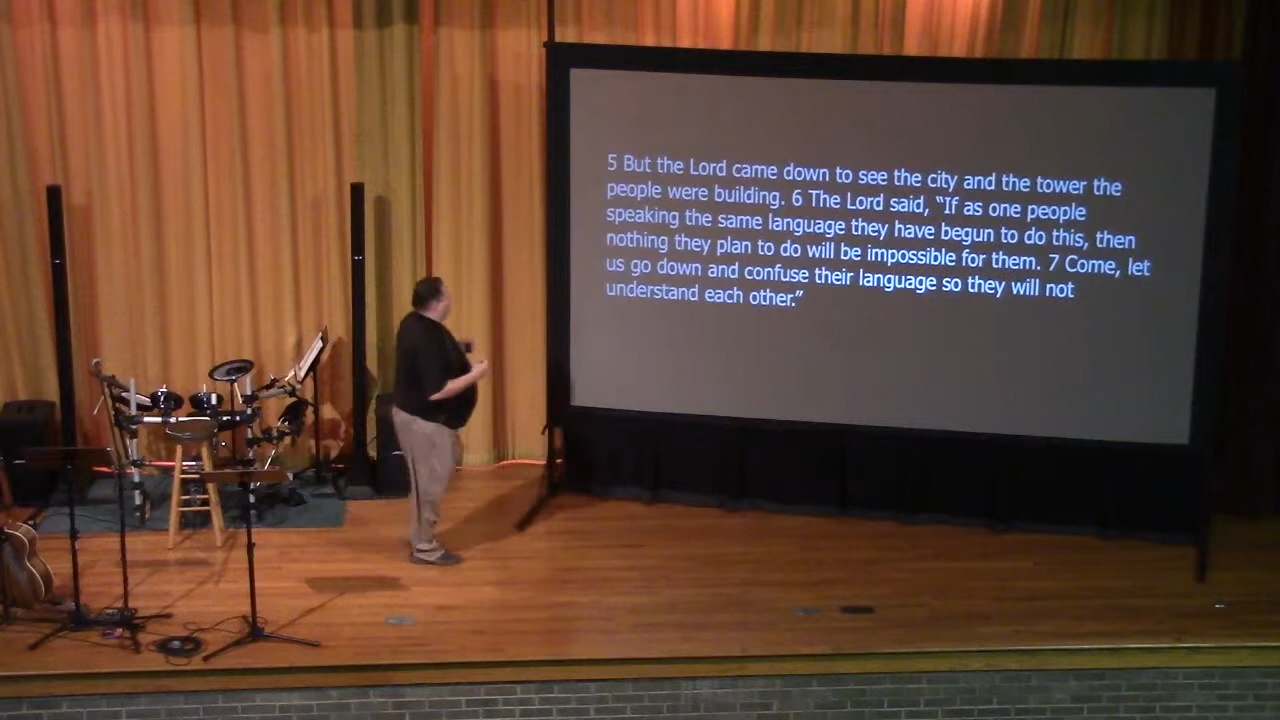 5 But the Lord came down to see the city and the tower the
people were building. 6 The Lord said, “If as one people
speaking the same language they have begun to do this, then
nothing they plan to do will be impossible for them. 7 Come, let
us go down and confuse their language so they will not
understand each other.”